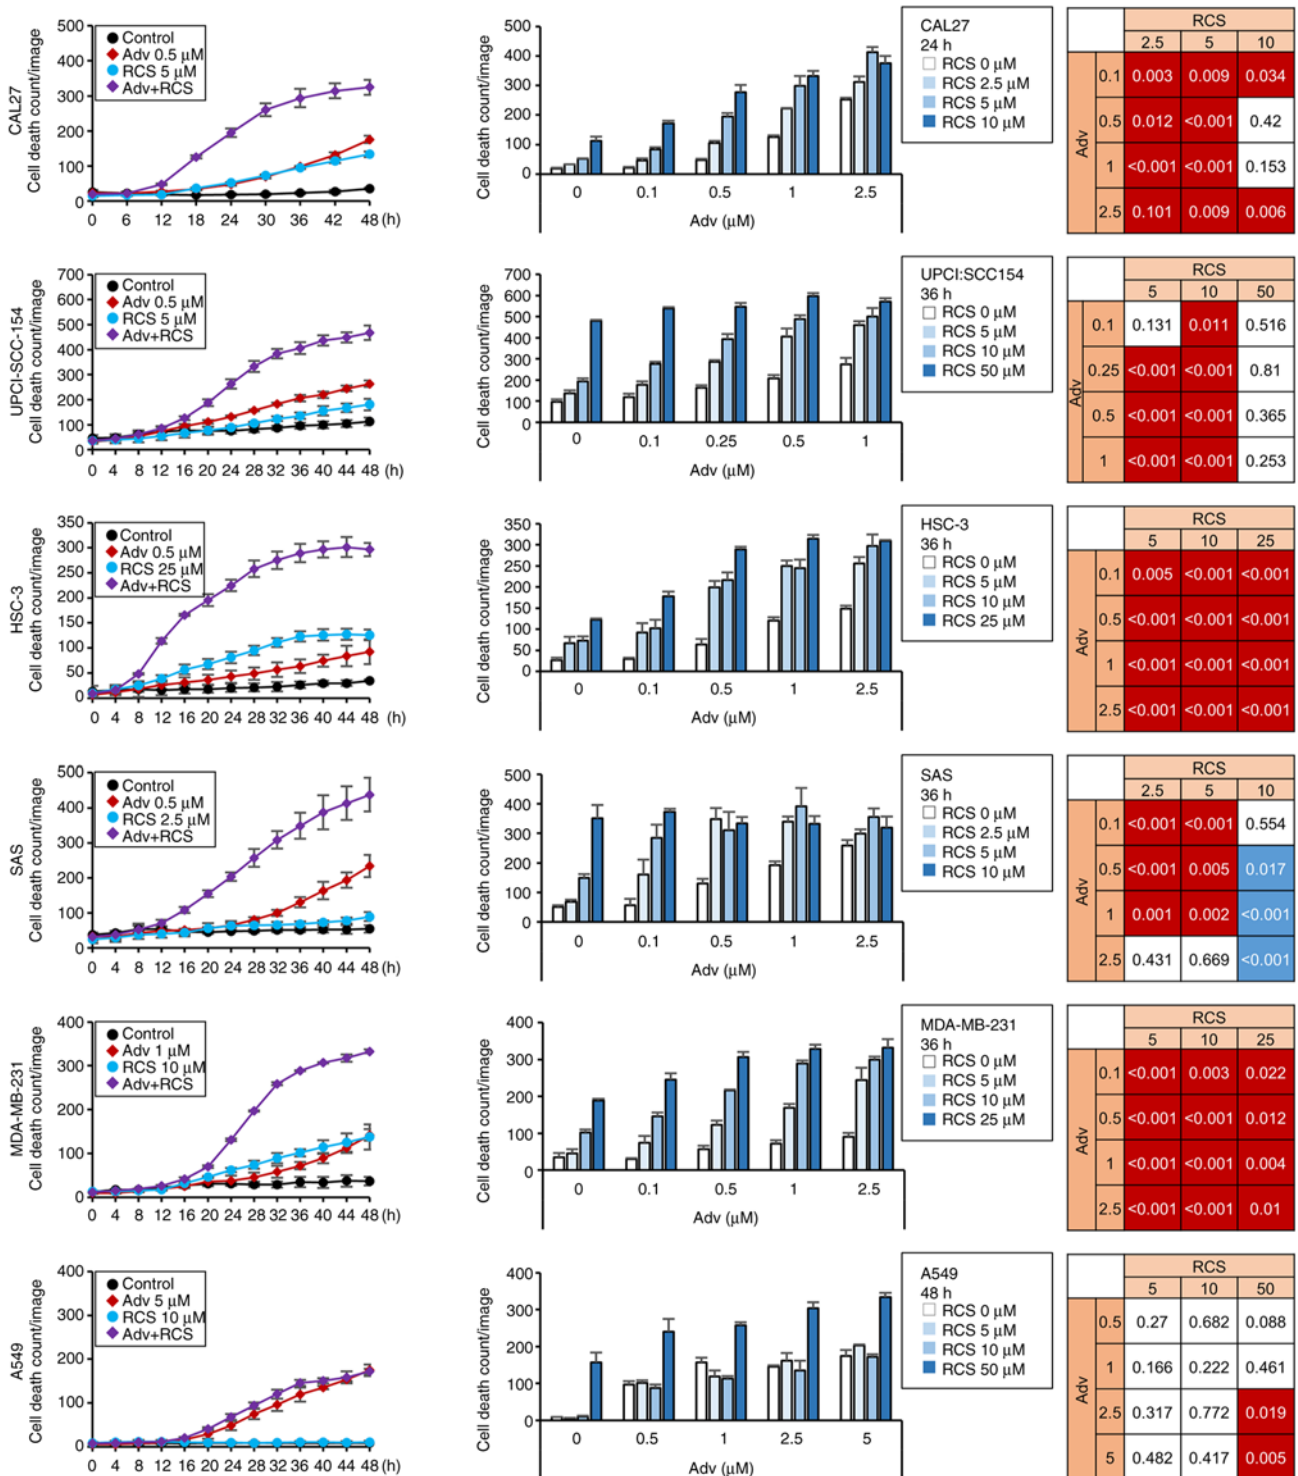 CAL27
Cell death count/image
500
400
300
200
100
0
Control
Adv 0.5 μM
RCS 5 μM
Adv+RCS
0 6 12 18 24 30 36 42 48 (h)
Cell death count/image
500
400
300
200
100
0
0 0.1 0.5 1 2.5
Adv (μM)
CAL27
24 h
RCS 0 μM
RCS 2.5 μM
RCS 5 μM
RCS 10 μM
RCS
2.5 5 10
Adv
0.1 0.003 0.009 0.034
0.5 0.012 <0.001 0.42
1 <0.001 <0.001 0.153
2.5 0.101 0.009 0.006
UPCI-SCC-154
Cell death count/image
700
600
500
400
300
200
100
0
Control
Adv 0.5 μM
RCS 5 μM
Adv+RCS
0 4 8 12 16 20 24 28 32 36 40 44 48 (h)
Cell death count/image
700
600
500
400
300
200
100
0
0 0.1 0.25 0.5 1
Adv (μM)
UPCI:SCC154
36 h
RCS 0 μM
RCS 5 μM
RCS 10 μM
RCS 50 μM
RCS
5 10 50
Adv
0.1 0.131 0.011 0.516
0.25 <0.001 <0.001 0.81
0.5 <0.001 <0.001 0.365
1 <0.001 <0.001 0.253
HSC-3
Cell death count/image
350
300
250
200
150
100
50
0
Control
Adv 0.5 μM
RCS 25 μM
Adv+RCS
0 4 8 12 16 20 24 28 32 36 40 44 48 (h)
Cell death count/image
350
300
250
200
150
100
50
0
0 0.1 0.5 1 2.5
Adv (μM)
HSC-3
36 h
RCS 0 μM
RCS 5 μM
RCS 10 μM
RCS 25 μM
RCS
5 10 25
Adv
0.1 0.005 <0.001 <0.001
0.5 <0.001 <0.001 <0.001
1 <0.001 <0.001 <0.001
2.5 <0.001 <0.001 <0.001
SAS
Cell death count/image
500
400
300
200
100
0
Control
Adv 0.5 μM
RCS 2.5 μM
Adv+RCS
0 4 8 12 16 20 24 28 32 36 40 44 48 (h)
Cell death count/image
500
400
300
200
100
0
0 0.1 0.5 1 2.5
Adv (μM)
SAS
36 h
RCS 0 μM
RCS 2.5 μM
RCS 5 μM
RCS 10 μM
RCS
2.5 5 10
Adv
0.1 <0.001 <0.001 0.554
0.5 <0.001 0.005 0.017
1 0.001 0.002 <0.001
2.5 0.431 0.669 <0.001
MDA-MB-231
Cell death count/image
400
300
200
100
0
Control
Adv 1 μM
RCS 10 μM
Adv+RCS
0 4 8 12 16 20 24 28 32 36 40 44 48 (h)
Cell death count/image
400
300
200
100
0
0 0.1 0.5 1 2.5
Adv (μM)
MDA-MB-231
36 h
RCS 0 μM
RCS 5 μM
RCS 10 μM
RCS 25 μM
RCS
5 10 25
Adv
0.1 <0.001 0.003 0.022
0.5 <0.001 <0.001 0.012
1 <0.001 <0.001 0.004
2.5 <0.001 <0.001 0.01
A549
Cell death count/image
400
300
200
100
0
Control
Adv 5 μM
RCS 10 μM
Adv+RCS
0 4 8 12 16 20 24 28 32 36 40 44 48 (h)
Cell death count/image
400
300
200
100
0
0 0.5 1 2.5 5
Adv (μM)
A549
48 h
RCS 0 μM
RCS 5 μM
RCS 10 μM
RCS 50 μM
RCS
5 10 50
Adv
0.5 0.27 0.682 0.088
1 0.166 0.222 0.461
2.5 0.317 0.772 0.019
5 0.482 0.417 0.005